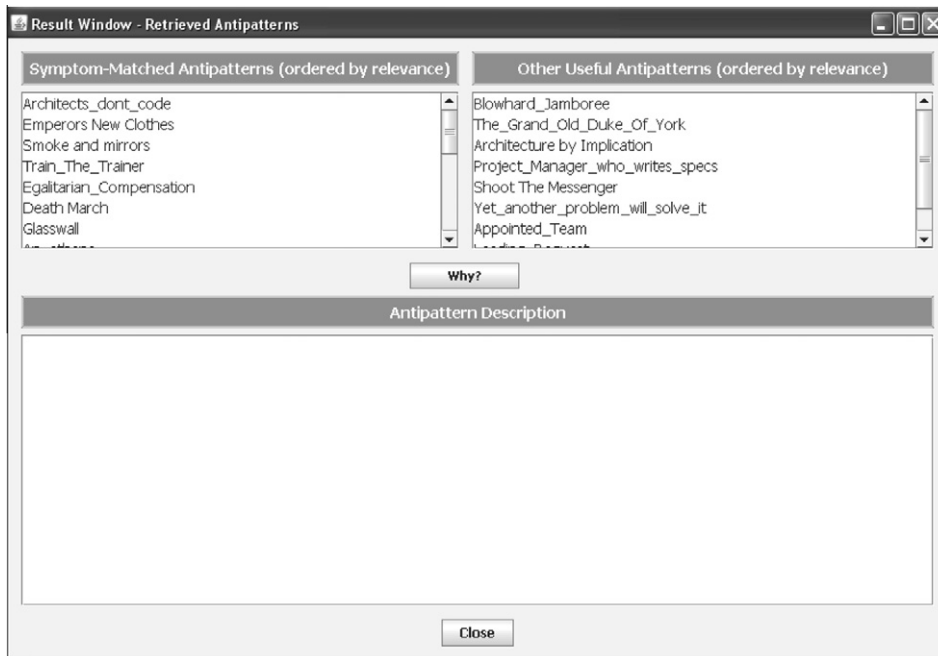 Result Window - Retrieved Antipatterns
Symptom-Matched Antipatterns (ordered by relevance)
Architects_dont_code
Emperors New Clothes
Smoke and mirrors
Train_The_Trainer
Egalitarian_Compensation
Death March
Glasswall
Other Useful Antipatterns (ordered by relevance)
Blowhard_Jamboree
The_Grand_Old_Duke_Of_York
Architecture by Implication
Project_Manager_who_writes_specs
Shoot The Messenger
Yet_another_problem_will_solve_it
Appointed_Team
Why?
Antipattern Description
Close